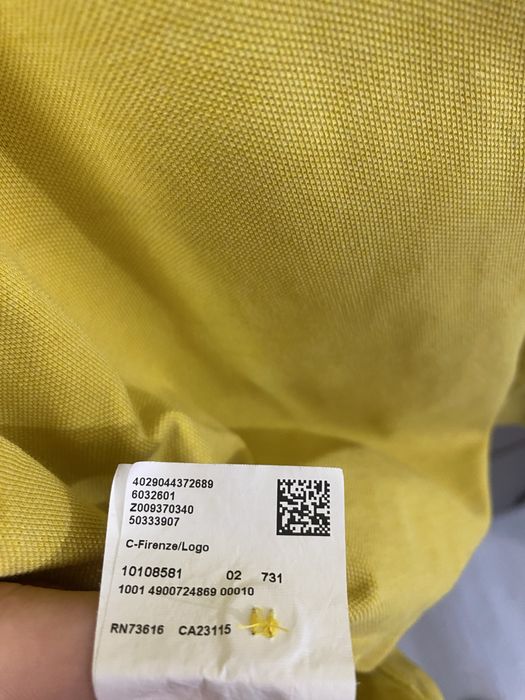 4029044372689
6032601
Z009370340
50333907
C-Firenze/Logo
10108581 02 731
1001 4900724869 00010
RN73616 CA23115